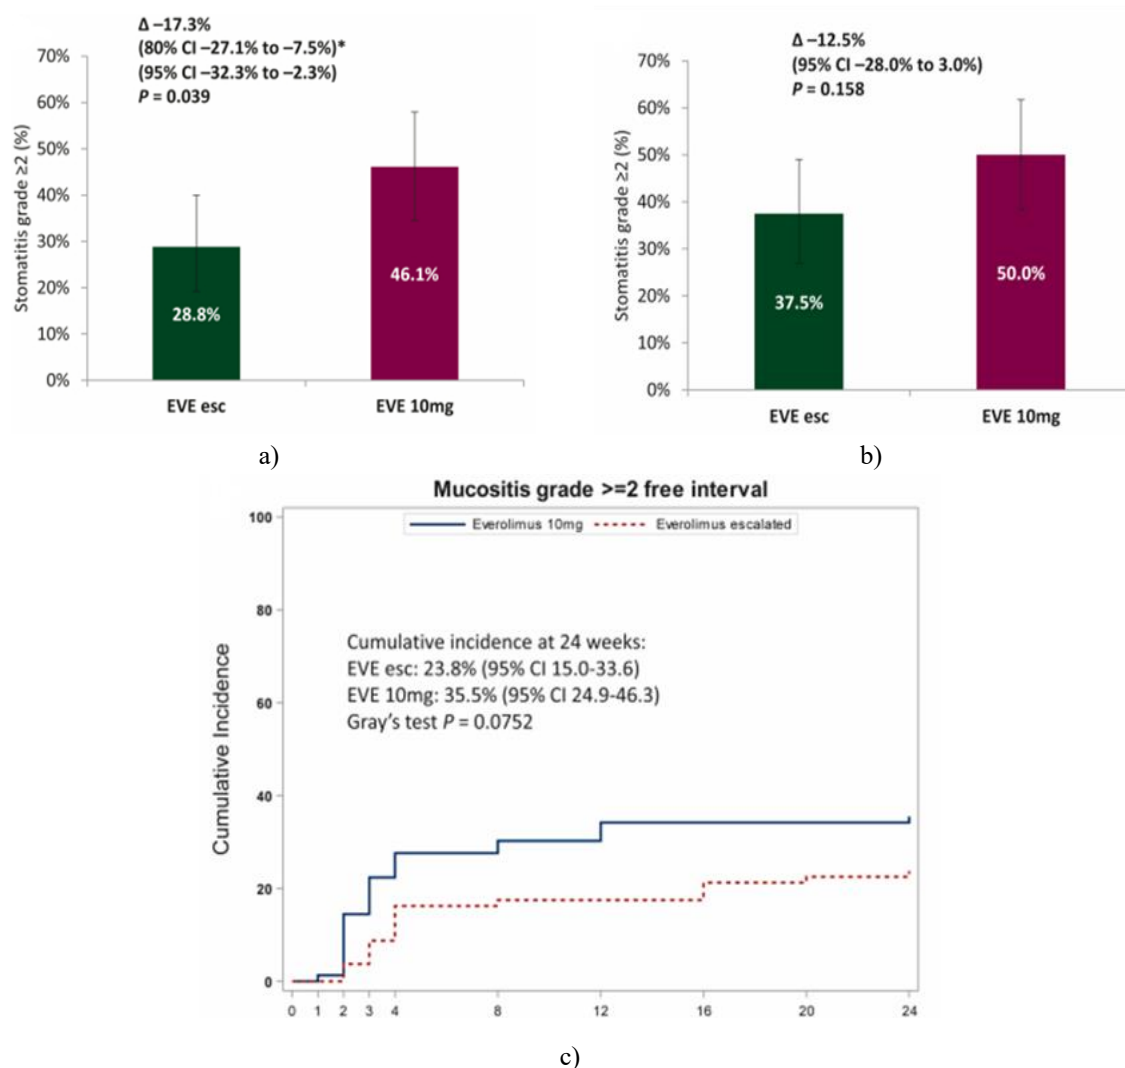 Δ –17.3%
(80% CI –27.1% to –7.5%)*
(95% CI –32.3% to –2.3%)
P = 0.039
Stomatitis grade ≥2 (%)
70%
60%
50%
40%
30%
20%
10%
0%
28.8%
46.1%
EVE esc
EVE 10mg
a)
Δ –12.5%
(95% CI –28.0% to 3.0%)
P = 0.158
Stomatitis grade ≥2 (%)
70%
60%
50%
40%
30%
20%
10%
0%
37.5%
50.0%
EVE esc
EVE 10mg
b)
Mucositis grade >=2 free interval
Everolimus 10mg
Everolimus escalated
Cumulative Incidence
100
80
60
40
20
0
Cumulative incidence at 24 weeks:
EVE esc: 23.8% (95% CI 15.0-33.6)
EVE 10mg: 35.5% (95% CI 24.9-46.3)
Gray’s test P = 0.0752
0 1 2 3 4 8 12 16 20 24
c)